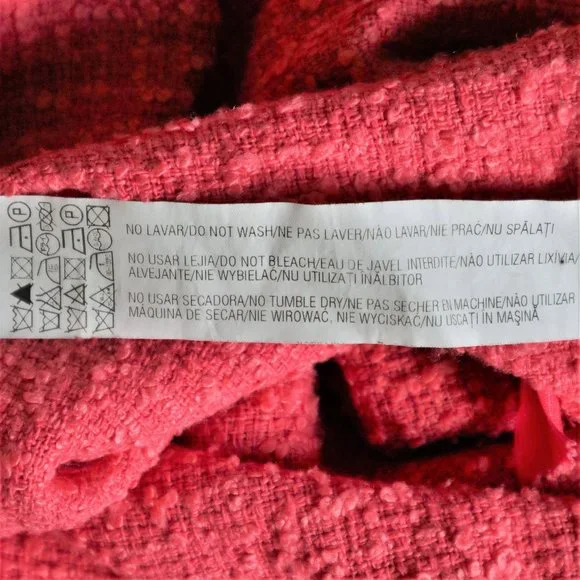 NO LAVAR/DO NOT WASH/NE PAS LAVER/NÃO LAVAR/NIE PRAĆ/NU SPĂLAȚI
NO USAR LEJIA/DO NOT BLEACH/EAU DE JAVEL INTERDITE/NÃO UTILIZAR LIXÍVIA/
ALVEJANTE/NIE WYBIELAĆ/NU UTILIZAȚI ÎNĂLBITOR
NO USAR SECADORA/NO TUMBLE DRY/NE PAS SECHER EN MACHINE/NÃO UTILIZAR
MÁQUINA DE SECAR/NIE WIROWAĆ, NIE WYCISKAĆ/NU USCAȚI ÎN MAȘINĂ